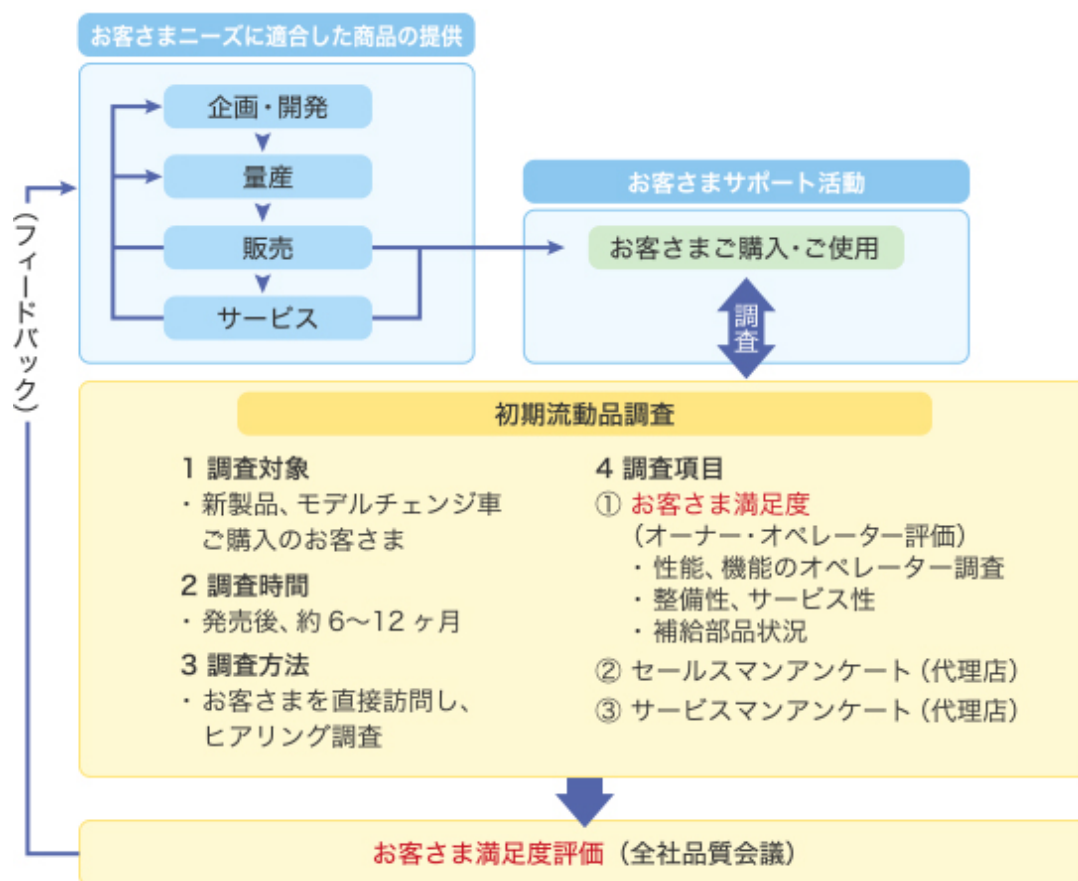 お客さまニーズに適合した商品の提供
企画・開発
量産
販売
サービス
お客さまサポート活動
お客さまご購入・ご使用
調査
(フィードバック)
初期流動品調査
1 調査対象
・新製品、モデルチェンジ車
ご購入のお客さま
2 調査時間
・発売後、約6〜12ヶ月
3 調査方法
・お客さまを直接訪問し、
ヒアリング調査
4 調査項目
① お客さま満足度
(オーナー・オペレーター評価)
・性能、機能のオペレーター調査
・整備性、サービス性
・補給部品状況
② セールスマンアンケート(代理店)
③ サービスマンアンケート(代理店)
お客さま満足度評価(全社品質会議)